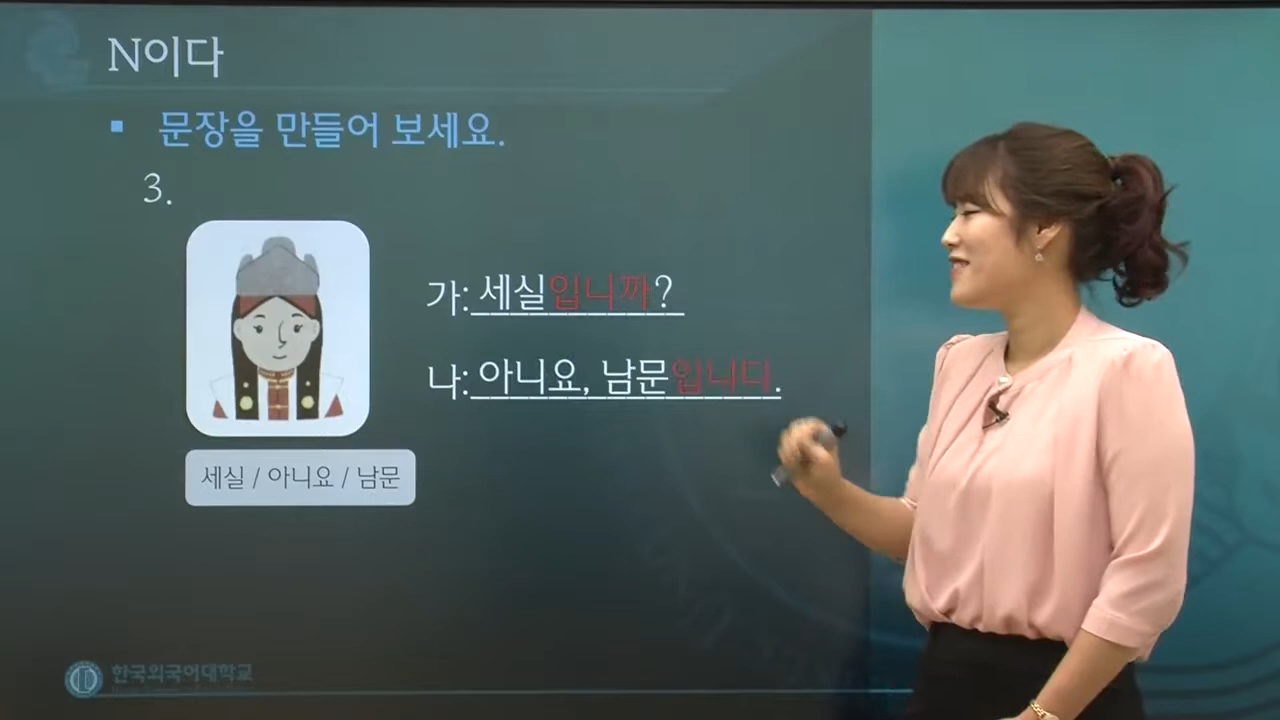 N이다
▪ 문장을 만들어 보세요.
3.
가: 세실입니까?
나: 아니요, 남문입니다.
세실 / 아니요 / 남문
한국외국어대학교